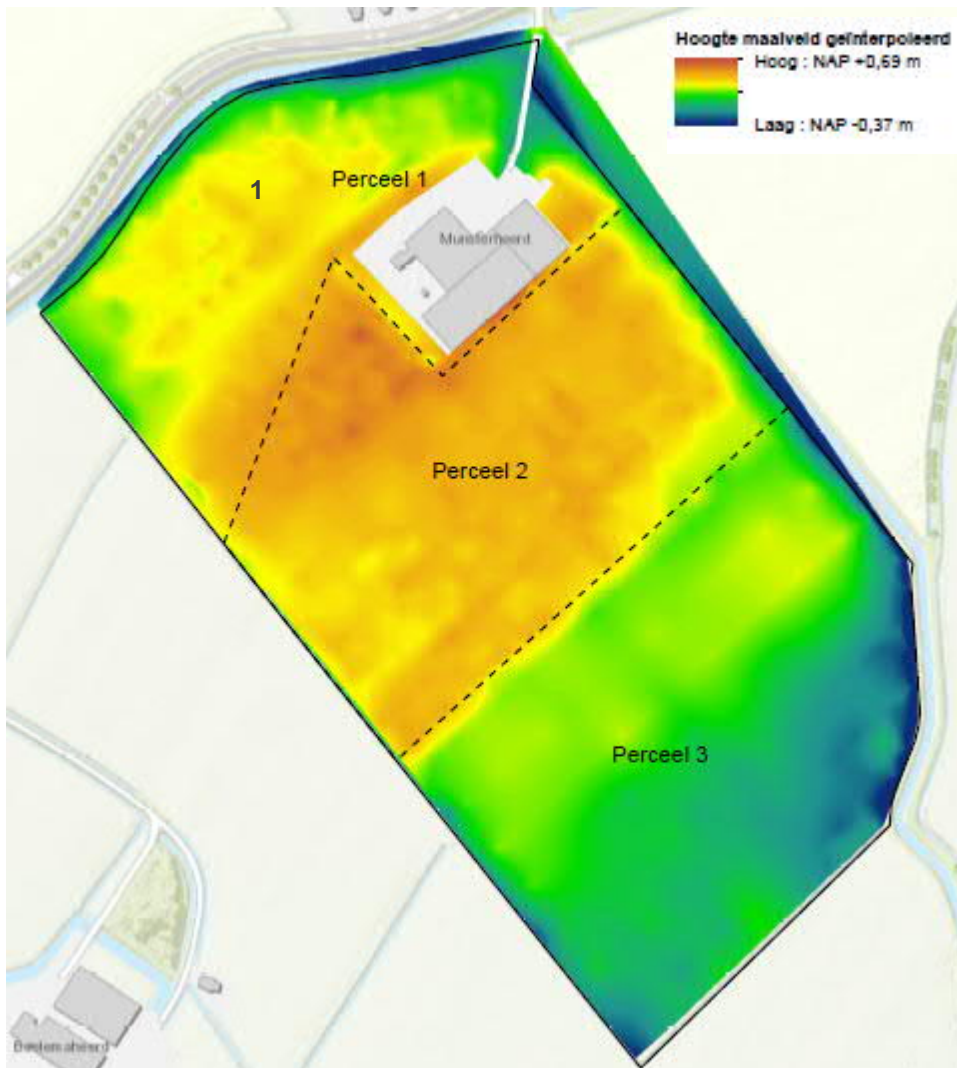 Hoogte maaiveld geïnterpoleerd
Hoog : NAP +0,69 m
Laag : NAP -0,37 m
1
Perceel 1
Munsterheerd
Perceel 2
Perceel 3